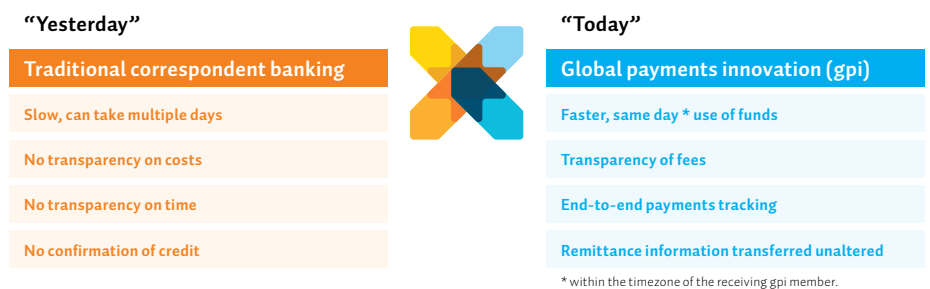 “Yesterday”
Traditional correspondent banking
Slow, can take multiple days
No transparency on costs
No transparency on time
No confirmation of credit
“Today”
Global payments innovation (gpi)
Faster, same day * use of funds
Transparency of fees
End-to-end payments tracking
Remittance information transferred unaltered
* within the timezone of the receiving gpi member.